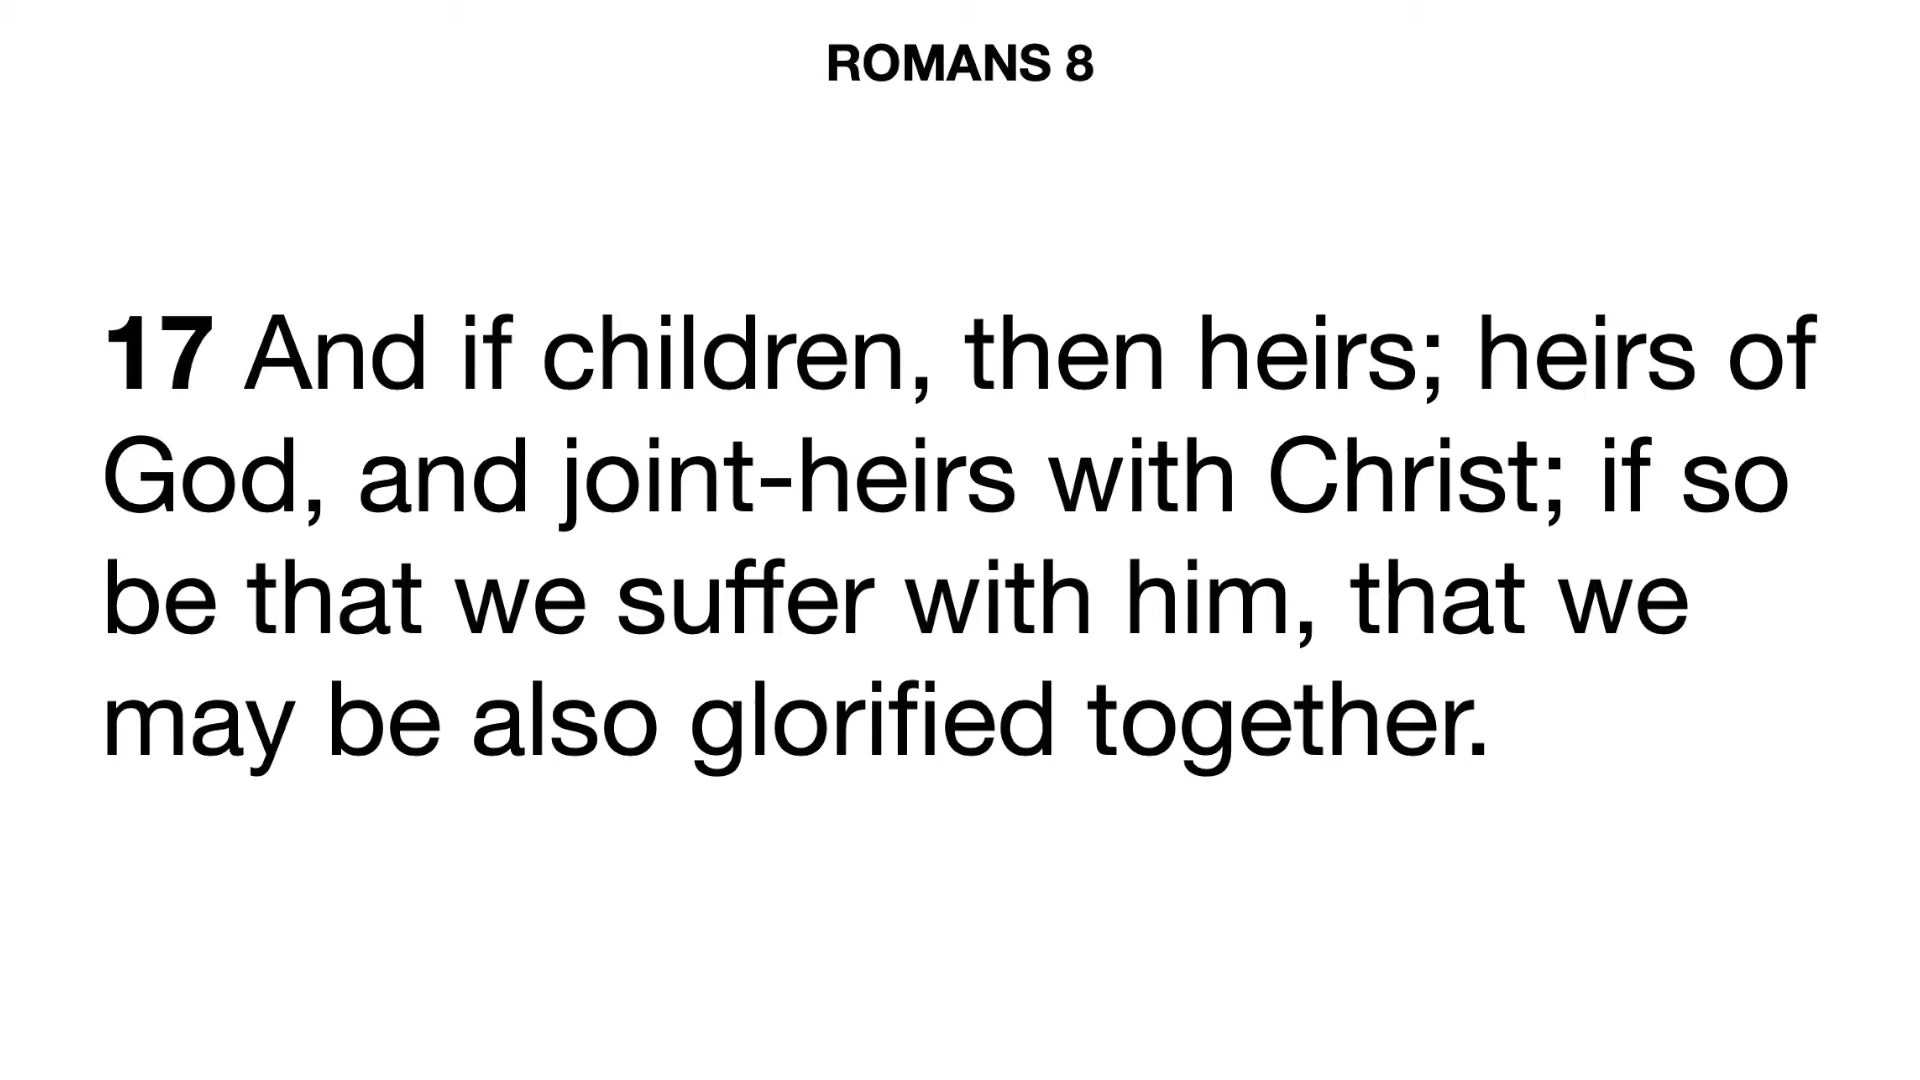 ROMANS 8
17 And if children, then heirs; heirs of
God, and joint-heirs with Christ; if so
be that we suffer with him, that we
may be also glorified together.